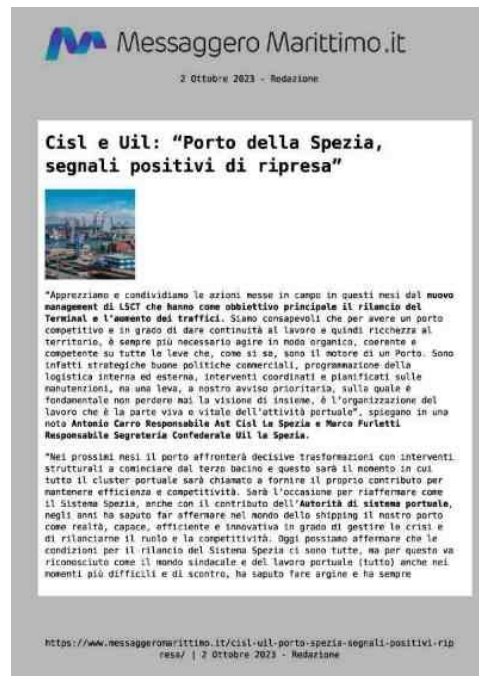 Messaggero Marittimo.it
2 Ottobre 2023 - Redazione
Cisl e Uil: “Porto della Spezia,
segnali positivi di ripresa”
“Apprezziamo e condividiamo le azioni messe in campo in questi mesi dal nuovo
management di LSCT che hanno come obbiettivo principale il rilancio del
Terminal e l’aumento dei traffici. Siamo consapevoli che per avere un porto
competitivo e in grado di dare continuità al lavoro e quindi ricchezza al
territorio, è sempre più necessario agire in modo organico, coerente e
competente su tutte le leve che, come si sa, sono il motore di un Porto. Sono
infatti strategiche buone politiche commerciali, programmazione della
logistica interna ed esterna, interventi coordinati e pianificati sulle
manutenzioni, ma una leva, a nostro avviso prioritaria, sulla quale è
fondamentale non perdere mai la visione di insieme, è l’organizzazione del
lavoro che è la parte viva e vitale dell’attività portuale”, spiegano in una
nota Antonio Carro Responsabile Ast Cisl La Spezia e Marco Furletti
Responsabile Segreteria Confederale Uil la Spezia.
“Nei prossimi mesi il porto affronterà decisive trasformazioni con interventi
strutturali a cominciare dal terzo bacino e questo sarà il momento in cui
tutto il cluster portuale sarà chiamato a fornire il proprio contributo per
mantenere efficienza e competitività. Sarà l’occasione per riaffermare come
il Sistema Spezia, anche con il contributo dell’Autorità di sistema portuale,
negli anni ha saputo far affermare nel mondo dello shipping il nostro porto
come realtà, capace, efficiente e innovativa in grado di gestire le crisi e
di rilanciarne il ruolo e la competitività. Oggi possiamo affermare che le
condizioni per il rilancio del Sistema Spezia ci sono tutte, ma per questo va
riconosciuto come il mondo sindacale e del lavoro portuale (tutto) anche nei
momenti più difficili e di scontro, ha saputo fare argine e ha sempre
https://www.messaggeromarittimo.it/cisl-uil-porto-spezia-segnali-positivi-rip
resa/ | 2 Ottobre 2023 - Redazione